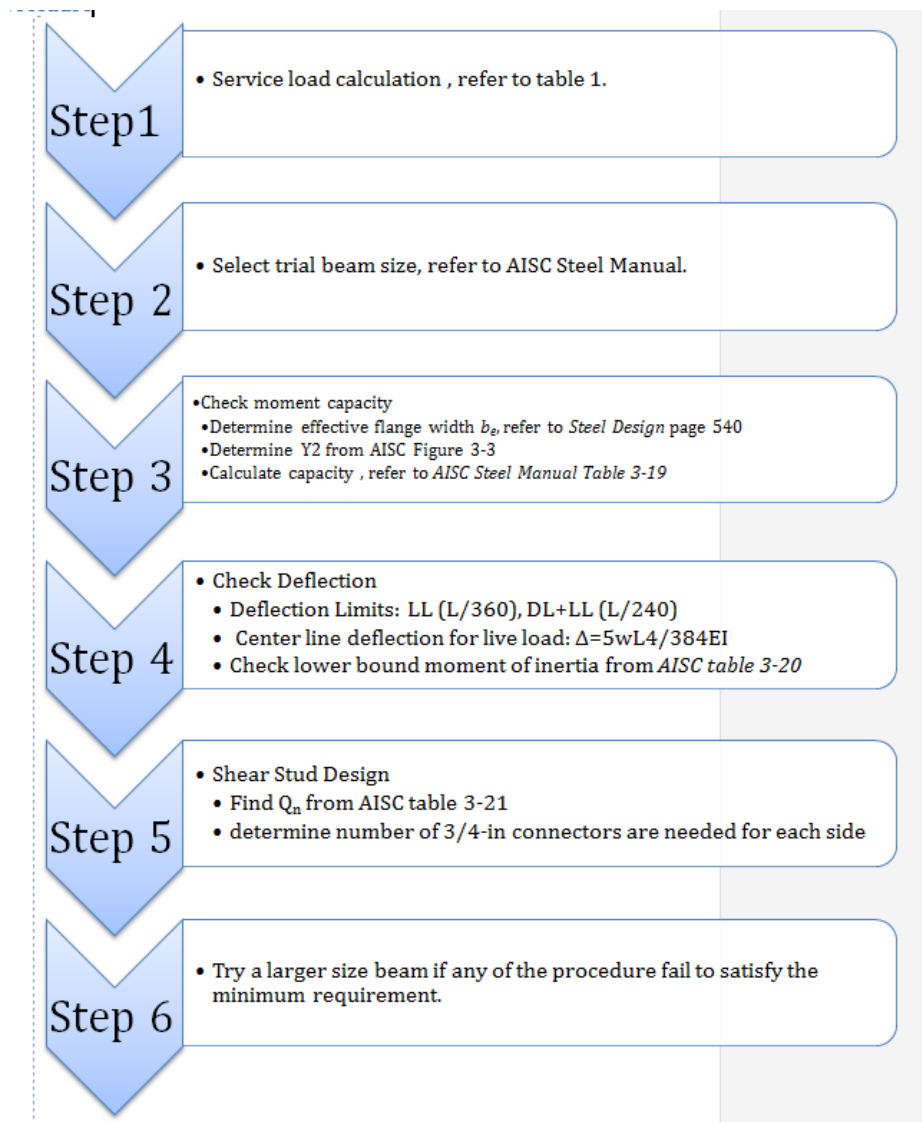 Step1
• Service load calculation , refer to table 1.
Step 2
• Select trial beam size, refer to AISC Steel Manual.
Step 3
•Check moment capacity
•Determine effective flange width be, refer to Steel Design page 540
•Determine Y2 from AISC Figure 3-3
•Calculate capacity , refer to AISC Steel Manual Table 3-19
Step 4
• Check Deflection
• Deflection Limits: LL (L/360), DL+LL (L/240)
• Center line deflection for live load: Δ=5wL4/384EI
• Check lower bound moment of inertia from AISC table 3-20
Step 5
• Shear Stud Design
• Find Qn from AISC table 3-21
• determine number of 3/4-in connectors are needed for each side
Step 6
• Try a larger size beam if any of the procedure fail to satisfy the
minimum requirement.